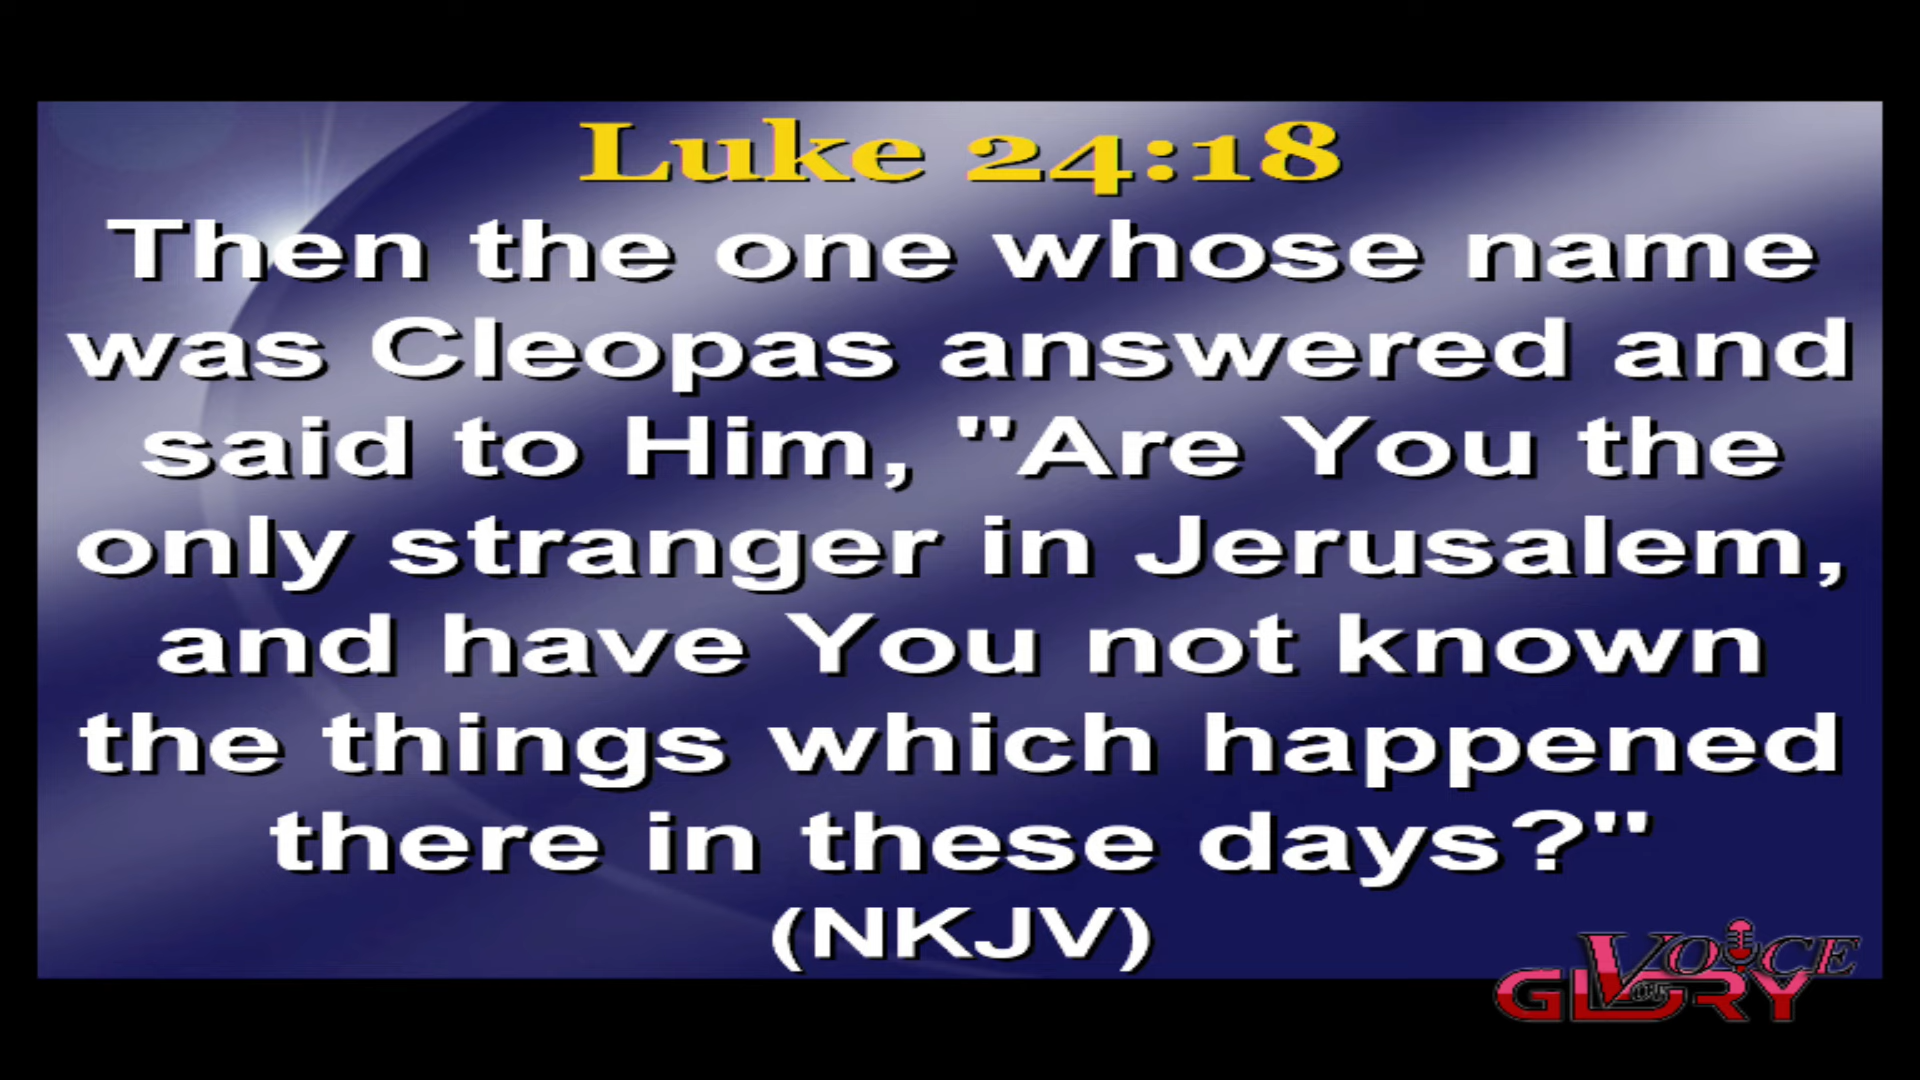 Luke 24:18
Then the one whose name
was Cleopas answered and
said to Him, "Are You the
only stranger in Jerusalem,
and have You not known
the things which happened
there in these days?"
(NKJV)
VOICE
OF
GLORY